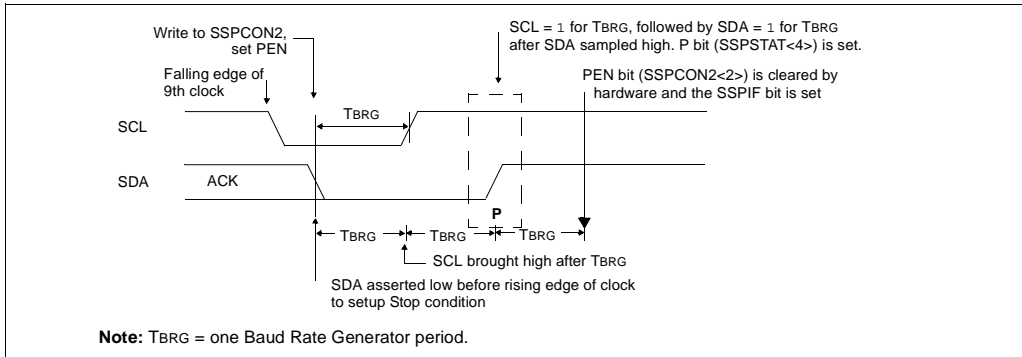 SCL = 1 for TBRG, followed by SDA = 1 for TBRG
after SDA sampled high. P bit (SSPSTAT<4>) is set.
Write to SSPCON2,
set PEN
Falling edge of
9th clock
PEN bit (SSPCON2<2>) is cleared by
hardware and the SSPIF bit is set
TBRG
SCL
SDA
ACK
P
TBRG
TBRG
TBRG
SCL brought high after TBRG
SDA asserted low before rising edge of clock
to setup Stop condition
Note: TBRG = one Baud Rate Generator period.